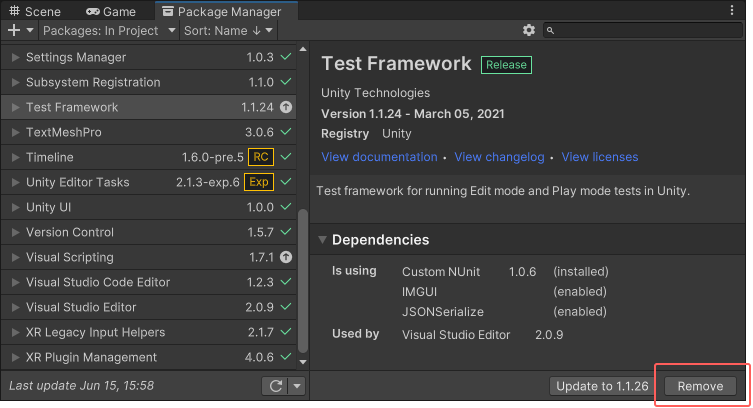 Scene Game Package Manager
Packages: In Project Sort: Name ↓
Settings Manager 1.0.3
Subsystem Registration 1.1.0
Test Framework 1.1.24
TextMeshPro 3.0.6
Timeline 1.6.0-pre.5 RC
Unity Editor Tasks 2.1.3-exp.6 Exp
Unity UI 1.0.0
Version Control 1.5.7
Visual Scripting 1.7.1
Visual Studio Code Editor 1.2.3
Visual Studio Editor 2.0.9
XR Legacy Input Helpers 2.1.7
XR Plugin Management 4.0.6
Last update Jun 15, 15:58
Test Framework Release
Unity Technologies
Version 1.1.24 - March 05, 2021
Registry Unity
View documentation • View changelog • View licenses
Test framework for running Edit mode and Play mode tests in Unity.
Dependencies
Is using Custom NUnit 1.0.6 (installed)
IMGUI (enabled)
JSONSerialize (enabled)
Used by Visual Studio Editor 2.0.9
Update to 1.1.26 Remove